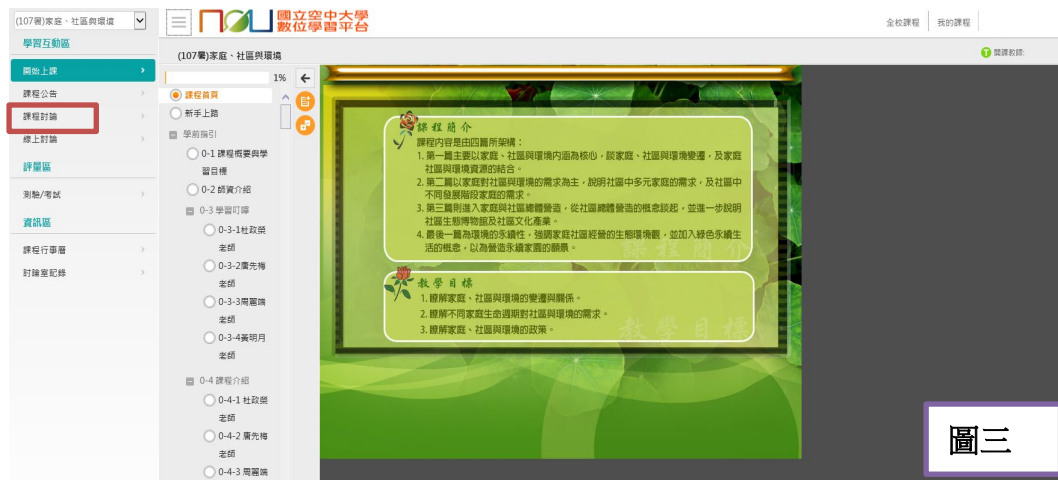 (107暑)家庭、社區與環境
nou 國立空中大學
數位學習平台
全校課程
我的課程
學習互動區
開始上課
課程公告
課程討論
線上討論
評量區
測驗/考試
資訊區
課程行事曆
討論室記錄
(107暑)家庭、社區與環境
T 開課教師:
1%
課程首頁
新手上路
學前指引
0-1 課程概要與學
習目標
0-2 師資介紹
0-3 學習叮嚀
0-3-1杜政榮
老師
0-3-2唐先梅
老師
0-3-3周麗端
老師
0-3-4黃明月
老師
0-4 課程介紹
0-4-1 杜政榮
老師
0-4-2 唐先梅
老師
0-4-3 周麗端
課程簡介
課程內容是由四篇所架構：
1. 第一篇主要以家庭、社區與環境內涵為核心，談家庭、社區與環境變遷，及家庭
社區與環境資源的結合。
2. 第二篇以家庭對社區與環境的需求為主，說明社區中多元家庭的需求，及社區中
不同發展階段家庭的需求。
3. 第三篇則進入家庭與社區總體營造，從社區總體營造的概念談起，並進一步說明
社區生態博物館及社區文化產業。
4. 最後一篇為環境的永續性，強調家庭社區經營的生態環境觀，並加入綠色永續生
活的概念，以為營造永續家園的願景。
課程簡介
教學目標
1. 瞭解家庭、社區與環境的變遷與關係。
2. 瞭解不同家庭生命週期對社區與環境的需求。
3. 瞭解家庭、社區與環境的政策。
教學目標
圖三